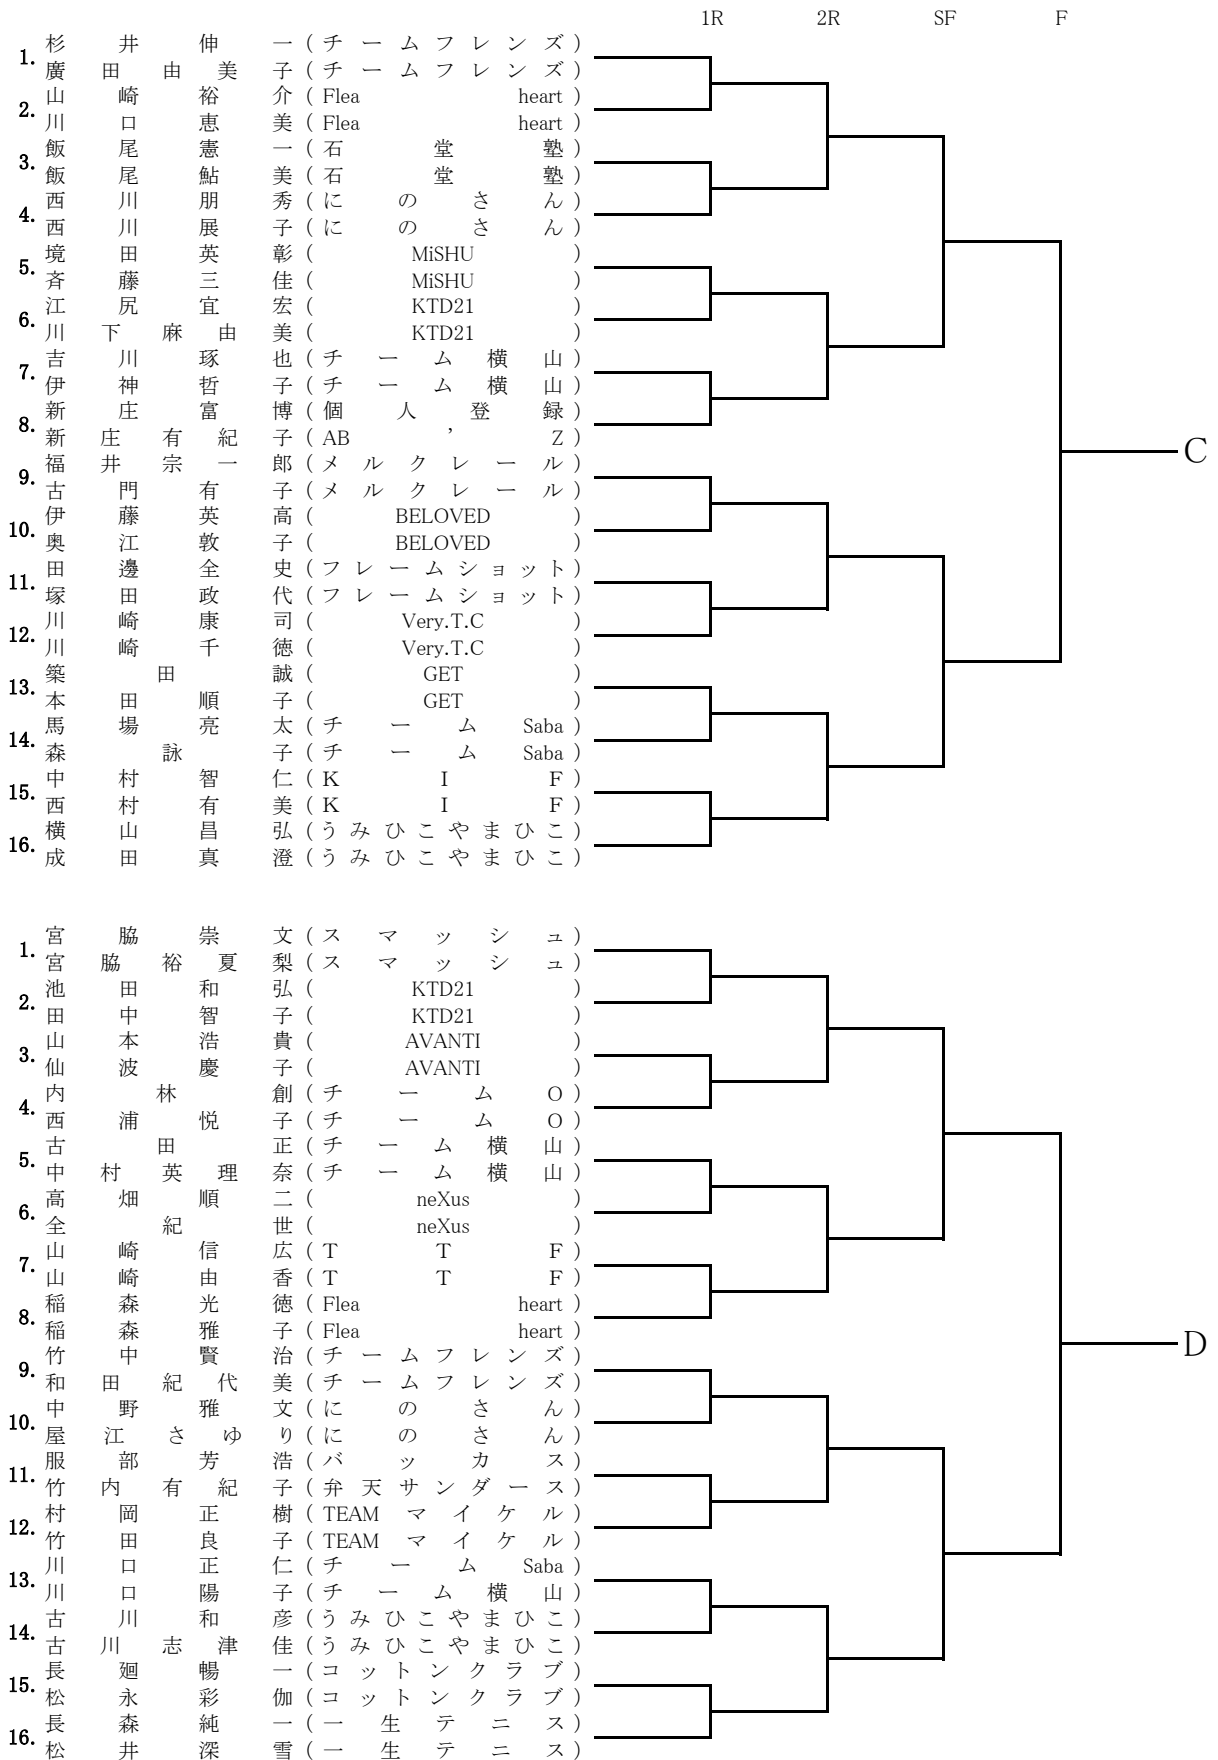 1R 2R SF F
1. 杉井伸一(チームフレンズ)
廣田由美子(チームフレンズ)
2. 山崎裕介(Flea heart)
川口恵美(Flea heart)
3. 飯尾憲一(石堂塾)
飯尾鮎美(石堂塾)
4. 西川朋秀(にのさん)
西川展子(にのさん)
5. 境田英彰(MiSHU)
斉藤三佳(MiSHU)
6. 江尻宜宏(KTD21)
川下麻由美(KTD21)
7. 吉川琢也(チーム横山)
伊神哲子(チーム横山)
8. 新庄富博(個人登録)
新庄有紀子(AB ’ Z)
C
9. 福井宗一郎(メルクレール)
古門有子(メルクレール)
10. 伊藤英高(BELOVED)
奥江敦子(BELOVED)
11. 田邊全史(フレームショット)
塚田政代(フレームショット)
12. 川崎康司(Very.T.C)
川崎千徳(Very.T.C)
13. 築田誠(GET)
本田順子(GET)
14. 馬場亮太(チームSaba)
森詠子(チームSaba)
15. 中村智仁(KIF)
西村有美(KIF)
16. 横山昌弘(うみひこやまひこ)
成田真澄(うみひこやまひこ)
1. 宮脇崇文(スマッシュ)
宮脇裕夏梨(スマッシュ)
2. 池田和弘(KTD21)
田中智子(KTD21)
3. 山本浩貴(AVANTI)
仙波慶子(AVANTI)
4. 内林創(チームO)
西浦悦子(チームO)
5. 古田正(チーム横山)
中村英理奈(チーム横山)
6. 高畑順二(neXus)
全紀世(neXus)
7. 山崎信広(TTF)
山崎由香(TTF)
8. 稲森光徳(Flea heart)
稲森雅子(Flea heart)
D
9. 竹中賢治(チームフレンズ)
和田紀代美(チームフレンズ)
10. 中野雅文(にのさん)
屋江さゆり(にのさん)
11. 服部芳浩(バッカス)
竹内有紀子(弁天サンダース)
12. 村岡正樹(TEAMマイケル)
竹田良子(TEAMマイケル)
13. 川口正仁(チームSaba)
川口陽子(チーム横山)
14. 古川和彦(うみひこやまひこ)
古川志津佳(うみひこやまひこ)
15. 長廻暢一(コットンクラブ)
松永彩伽(コットンクラブ)
16. 長森純一(一生テニス)
松井深雪(一生テニス)